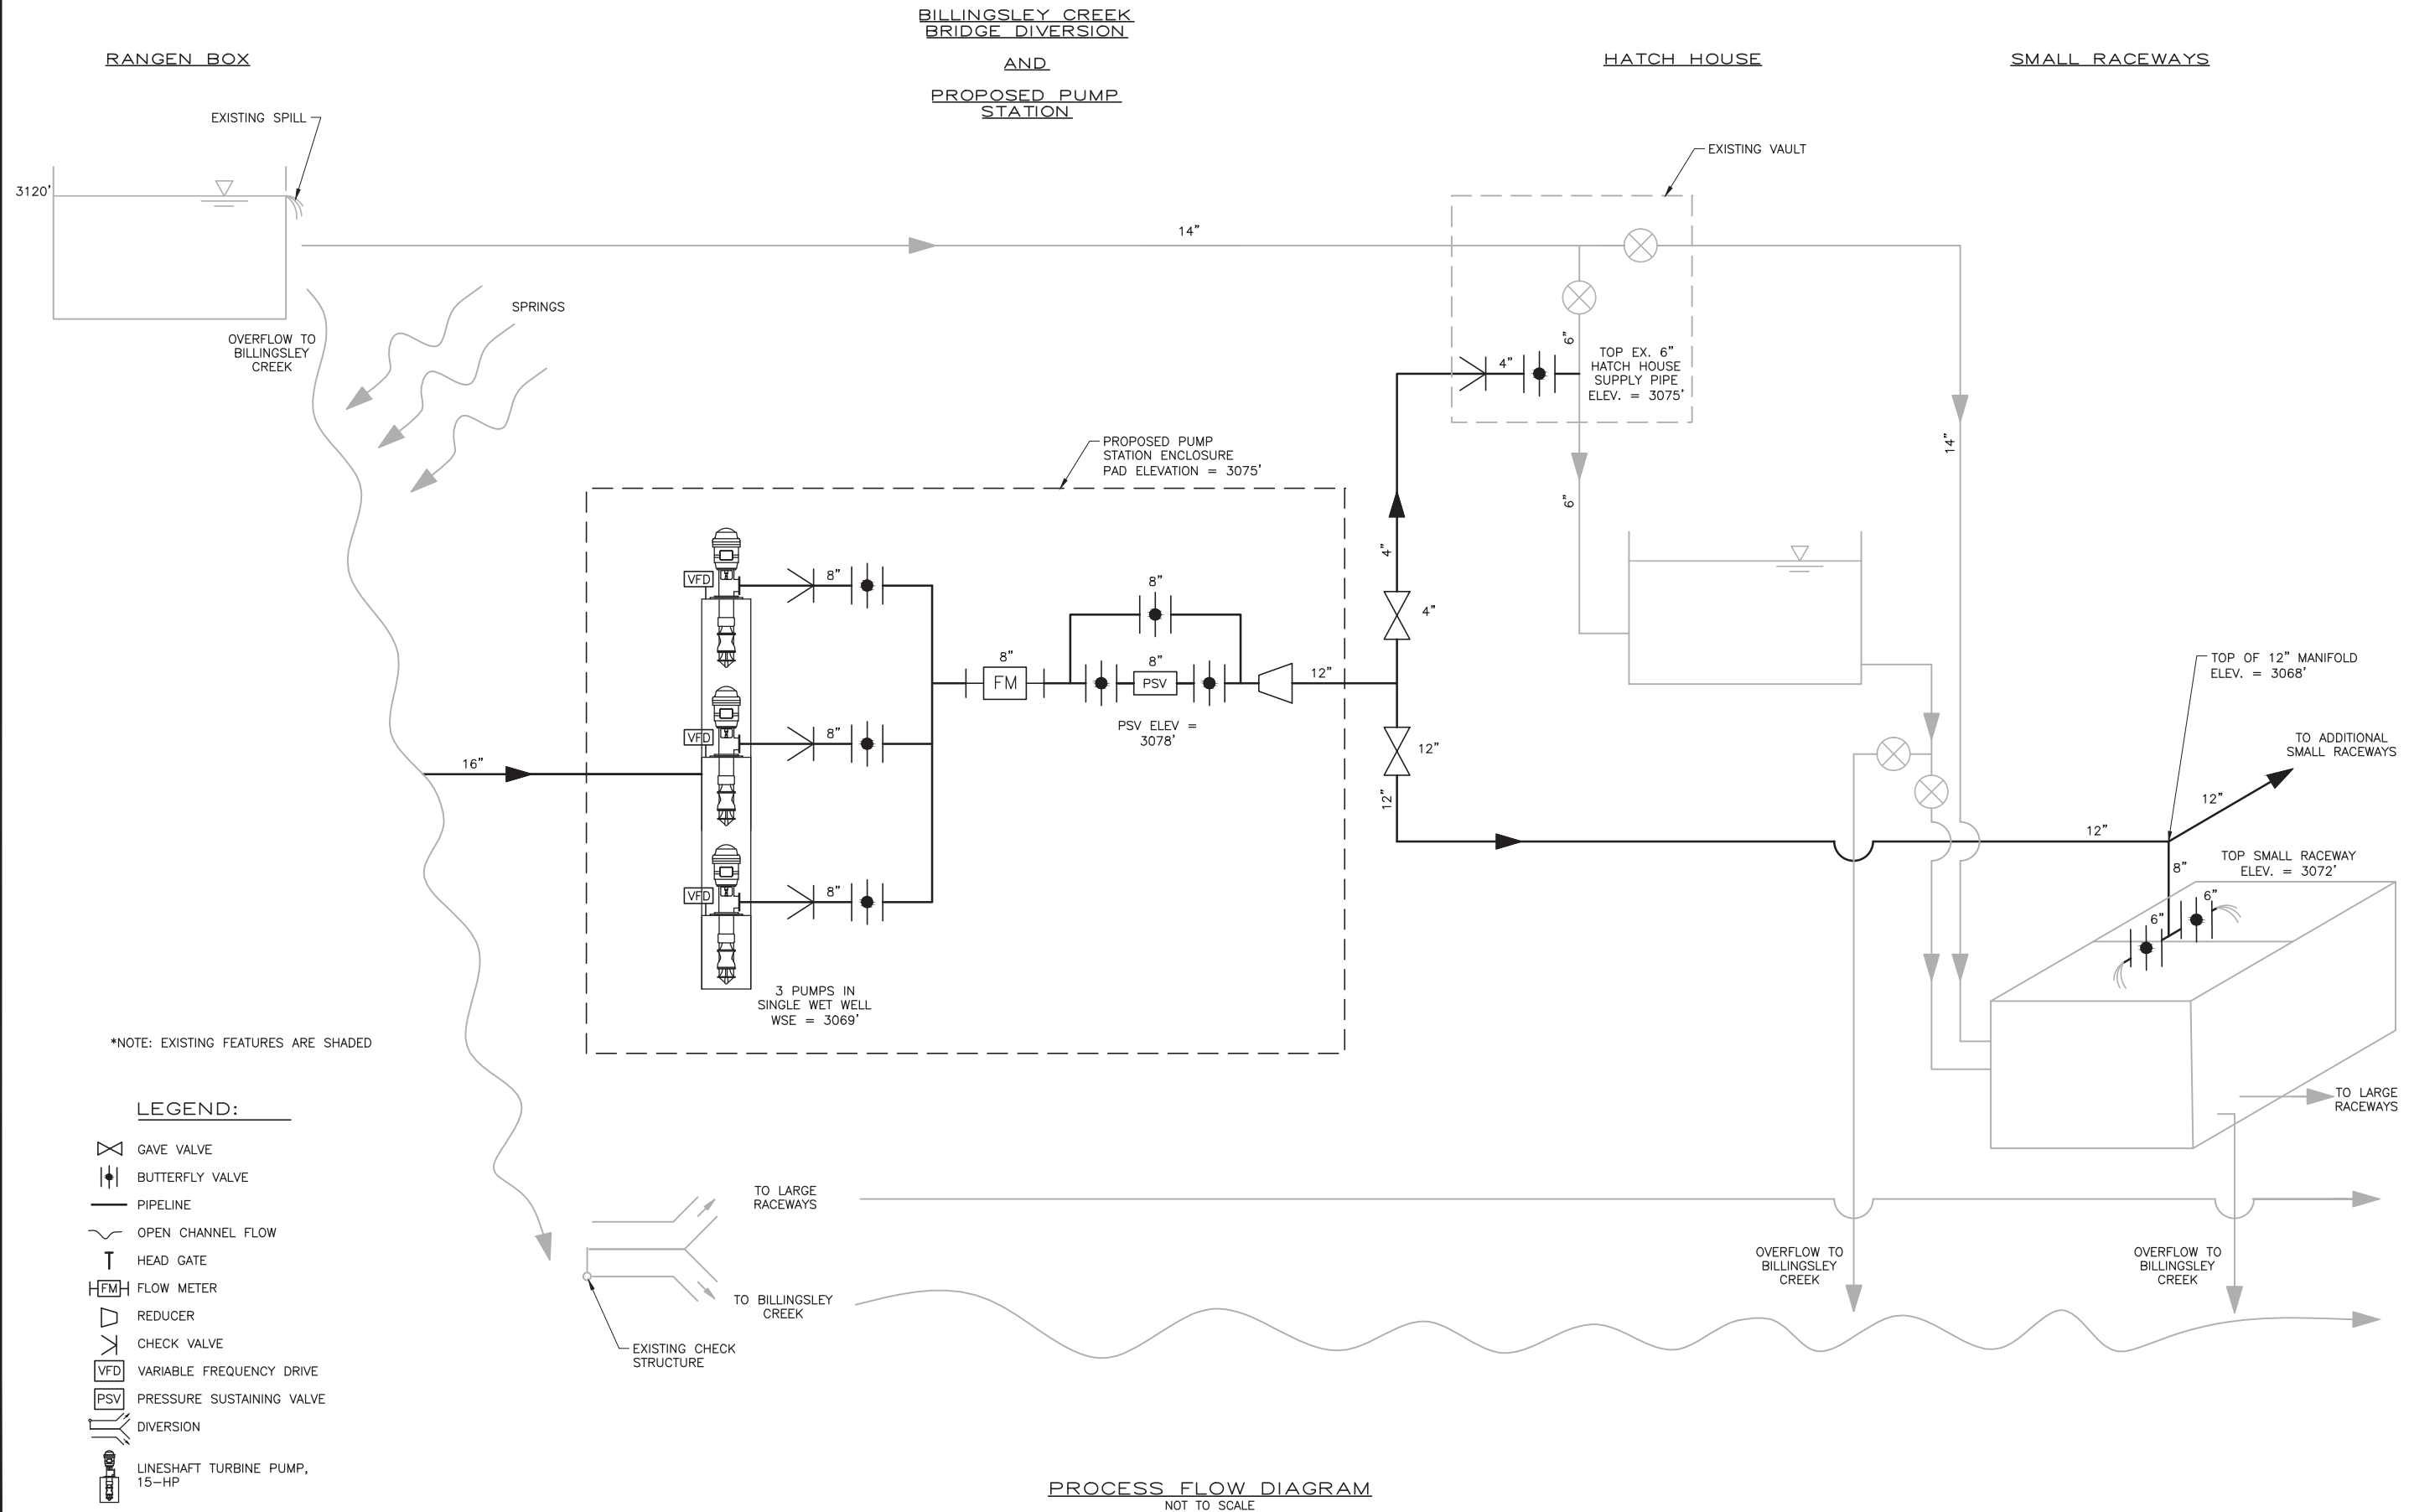 BILLINGSLEY CREEK
BRIDGE DIVERSION
AND
PROPOSED PUMP
STATION
RANGEN BOX
HATCH HOUSE
SMALL RACEWAYS
EXISTING SPILL
3120'
EXISTING VAULT
14"
SPRINGS
OVERFLOW TO
BILLINGSLEY
CREEK
6"
4"
TOP EX. 6"
HATCH HOUSE
SUPPLY PIPE
ELEV. = 3075'
14"
6"
PROPOSED PUMP
STATION ENCLOSURE
PAD ELEVATION = 3075'
VFD
8"
VFD
8"
VFD
8"
16"
8"
FM
8"
8"
PSV
PSV ELEV =
3078'
12"
4"
4"
12"
12"
3 PUMPS IN
SINGLE WET WELL
WSE = 3069'
TOP OF 12" MANIFOLD
ELEV. = 3068'
TO ADDITIONAL
SMALL RACEWAYS
12"
12"
8"
TOP SMALL RACEWAY
ELEV. = 3072'
6"
6"
TO LARGE
RACEWAYS
*NOTE: EXISTING FEATURES ARE SHADED
LEGEND:
GAVE VALVE
BUTTERFLY VALVE
PIPELINE
OPEN CHANNEL FLOW
HEAD GATE
FM FLOW METER
REDUCER
CHECK VALVE
VFD VARIABLE FREQUENCY DRIVE
PSV PRESSURE SUSTAINING VALVE
DIVERSION
LINESHAFT TURBINE PUMP,
15-HP
TO LARGE
RACEWAYS
TO BILLINGSLEY
CREEK
EXISTING CHECK
STRUCTURE
OVERFLOW TO
BILLINGSLEY
CREEK
OVERFLOW TO
BILLINGSLEY
CREEK
PROCESS FLOW DIAGRAM
NOT TO SCALE